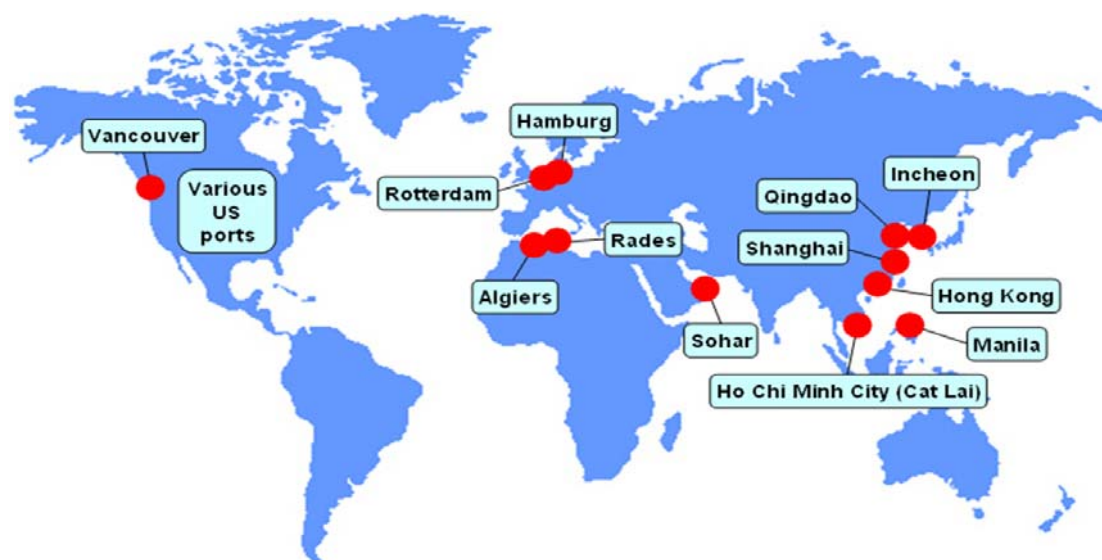 Hamburg
Vancouver
Various
US
ports
Rotterdam
Incheon
Qingdao
Rades
Shanghai
Algiers
Hong Kong
Sohar
Manila
Ho Chi Minh City (Cat Lai)